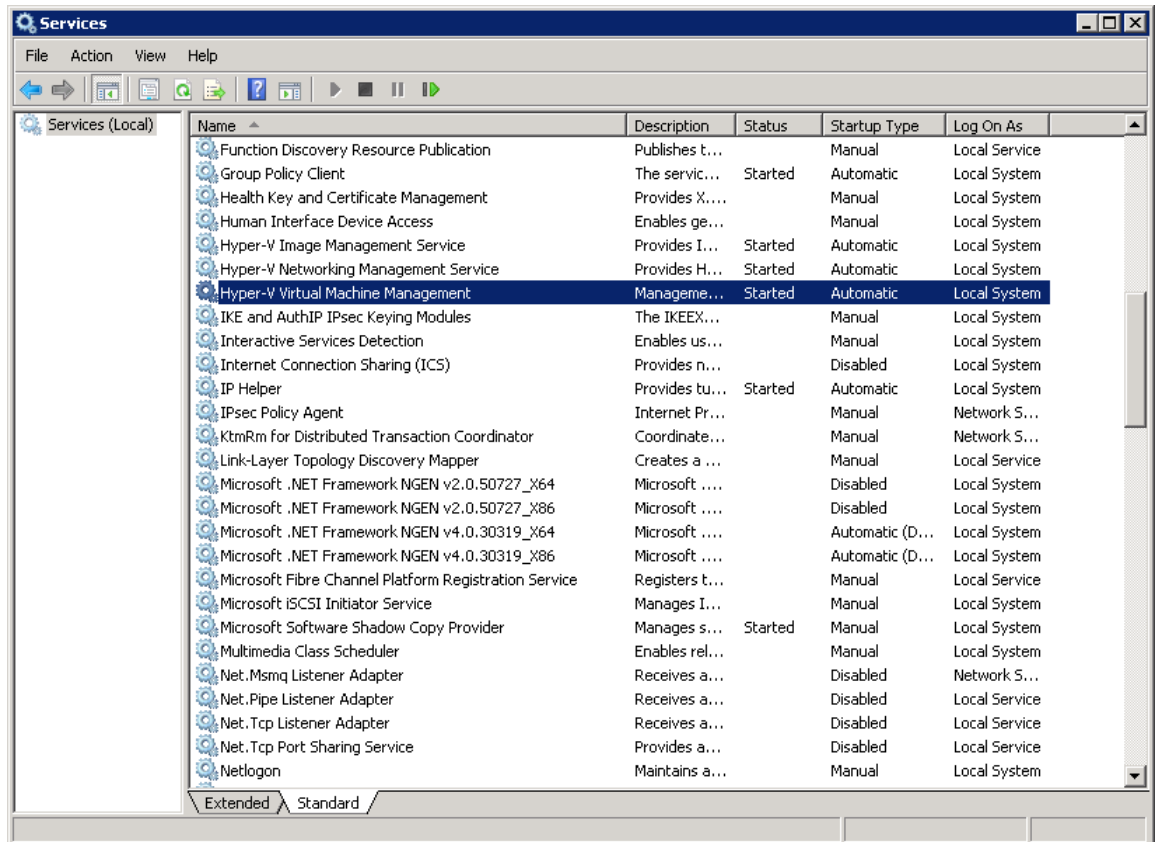 Services
File Action View Help
Services (Local)
Name Description Status Startup Type Log On As
Function Discovery Resource Publication Publishes t... Manual Local Service
Group Policy Client The servic... Started Automatic Local System
Health Key and Certificate Management Provides X.... Manual Local System
Human Interface Device Access Enables ge... Manual Local System
Hyper-V Image Management Service Provides I... Started Automatic Local System
Hyper-V Networking Management Service Provides H... Started Automatic Local System
Hyper-V Virtual Machine Management Manageme... Started Automatic Local System
IKE and AuthIP IPsec Keying Modules The IKEEX... Manual Local System
Interactive Services Detection Enables us... Manual Local System
Internet Connection Sharing (ICS) Provides n... Disabled Local System
IP Helper Provides tu... Started Automatic Local System
IPsec Policy Agent Internet Pr... Manual Network S...
KtmRm for Distributed Transaction Coordinator Coordinate... Manual Network S...
Link-Layer Topology Discovery Mapper Creates a ... Manual Local Service
Microsoft .NET Framework NGEN v2.0.50727_X64 Microsoft .... Disabled Local System
Microsoft .NET Framework NGEN v2.0.50727_X86 Microsoft .... Disabled Local System
Microsoft .NET Framework NGEN v4.0.30319_X64 Microsoft .... Automatic (D... Local System
Microsoft .NET Framework NGEN v4.0.30319_X86 Microsoft .... Automatic (D... Local System
Microsoft Fibre Channel Platform Registration Service Registers t... Manual Local Service
Microsoft iSCSI Initiator Service Manages I... Manual Local System
Microsoft Software Shadow Copy Provider Manages s... Started Manual Local System
Multimedia Class Scheduler Enables rel... Manual Local System
Net.Msmq Listener Adapter Receives a... Disabled Network S...
Net.Pipe Listener Adapter Receives a... Disabled Local Service
Net.Tcp Listener Adapter Receives a... Disabled Local Service
Net.Tcp Port Sharing Service Provides a... Disabled Local Service
Netlogon Maintains a... Manual Local System
Extended Standard